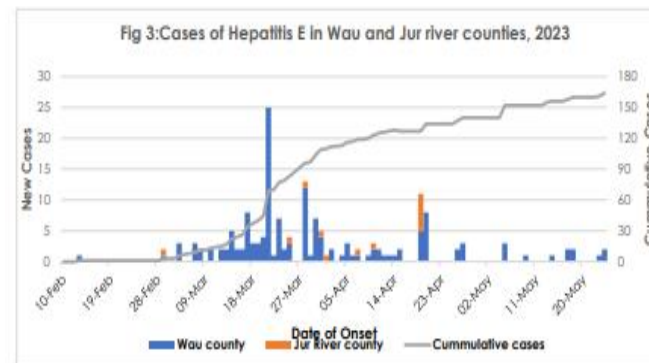 Fig 3:Cases of Hepatitis E in Wau and Jur river counties, 2023
30
25
20
15
10
5
0
New Cases
180
150
120
90
60
30
0
Cummulative Cases
10-Feb
19-Feb
28-Feb
09-Mar
18-Mar
27-Mar
05-Apr
14-Apr
23-Apr
02-May
11-May
20-May
Date of Onset
Wau county
Jur River county
Cummulative cases